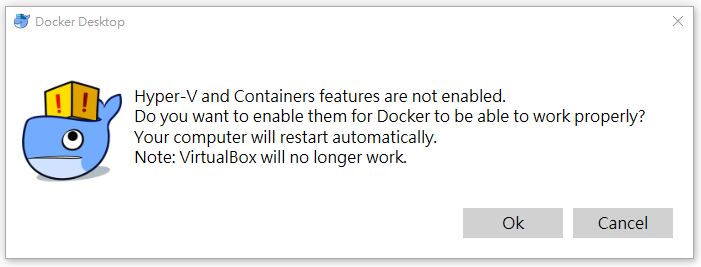 Docker Desktop
Hyper-V and Containers features are not enabled.
Do you want to enable them for Docker to be able to work properly?
Your computer will restart automatically.
Note: VirtualBox will no longer work.
! !
Ok Cancel